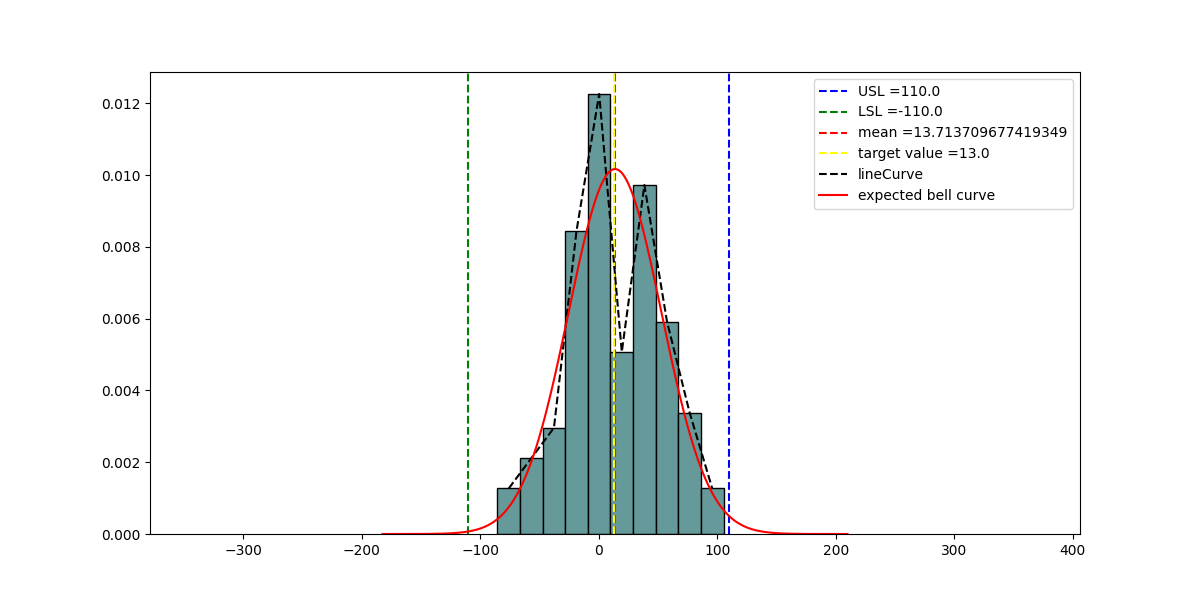 USL =110.0
LSL =-110.0
mean =13.713709677419349
target value =13.0
lineCurve
expected bell curve
0.012
0.010
0.008
0.006
0.004
0.002
0.000
−300 −200 −100 0 100 200 300 400